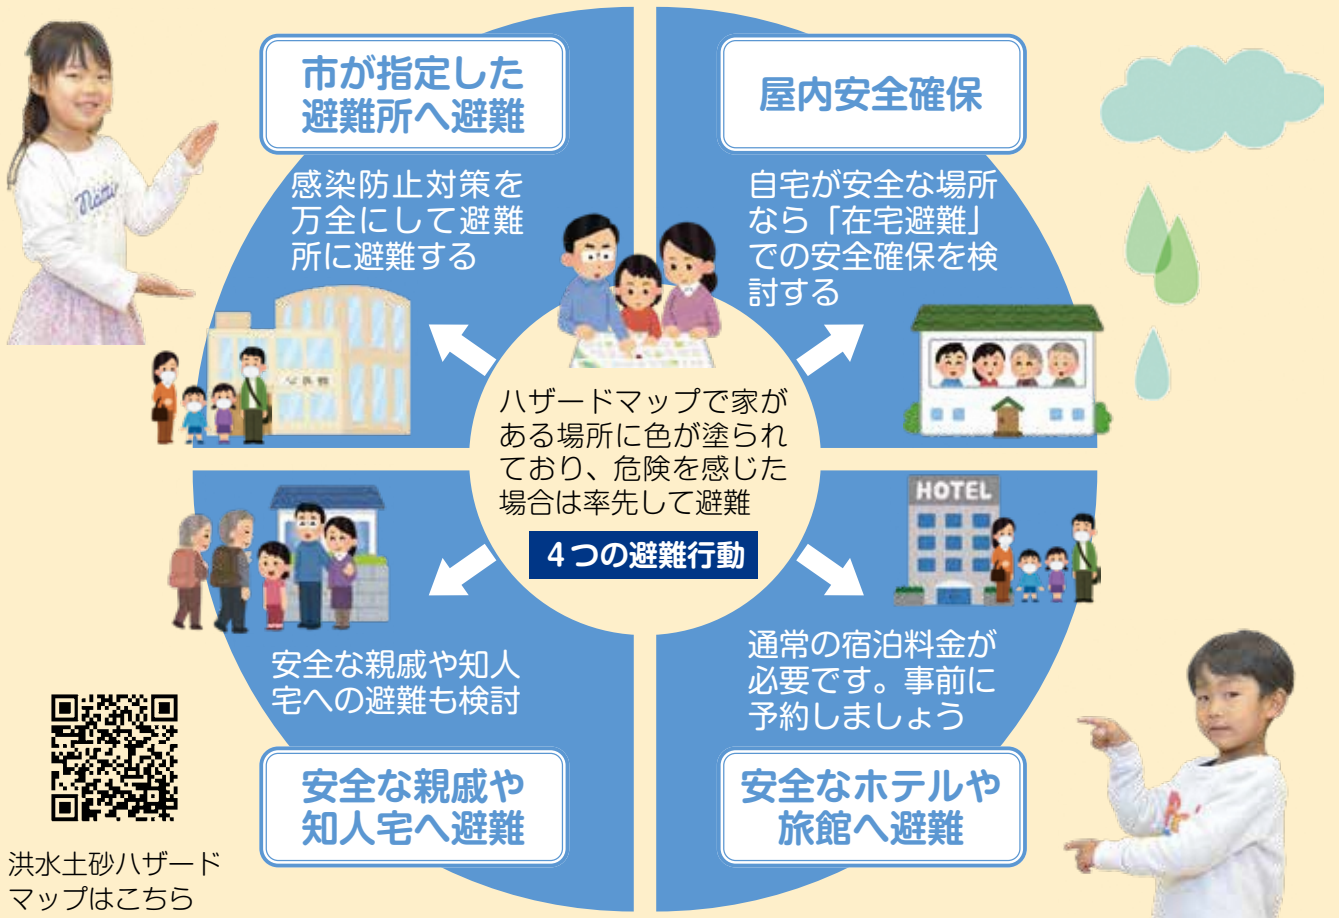 市が指定した
避難所へ避難
感染防止対策を
万全にして避難
所に避難する
屋内安全確保
自宅が安全な場所
なら「在宅避難」
での安全確保を検
討する
ハザードマップで家が
ある場所に色が塗られ
ており、危険を感じた
場合は率先して避難
4つの避難行動
安全な親戚や知人
宅への避難も検討
安全な親戚や
知人宅へ避難
HOTEL
通常の宿泊料金が
必要です。事前に
予約しましょう
安全なホテルや
旅館へ避難
洪水土砂ハザード
マップはこちら